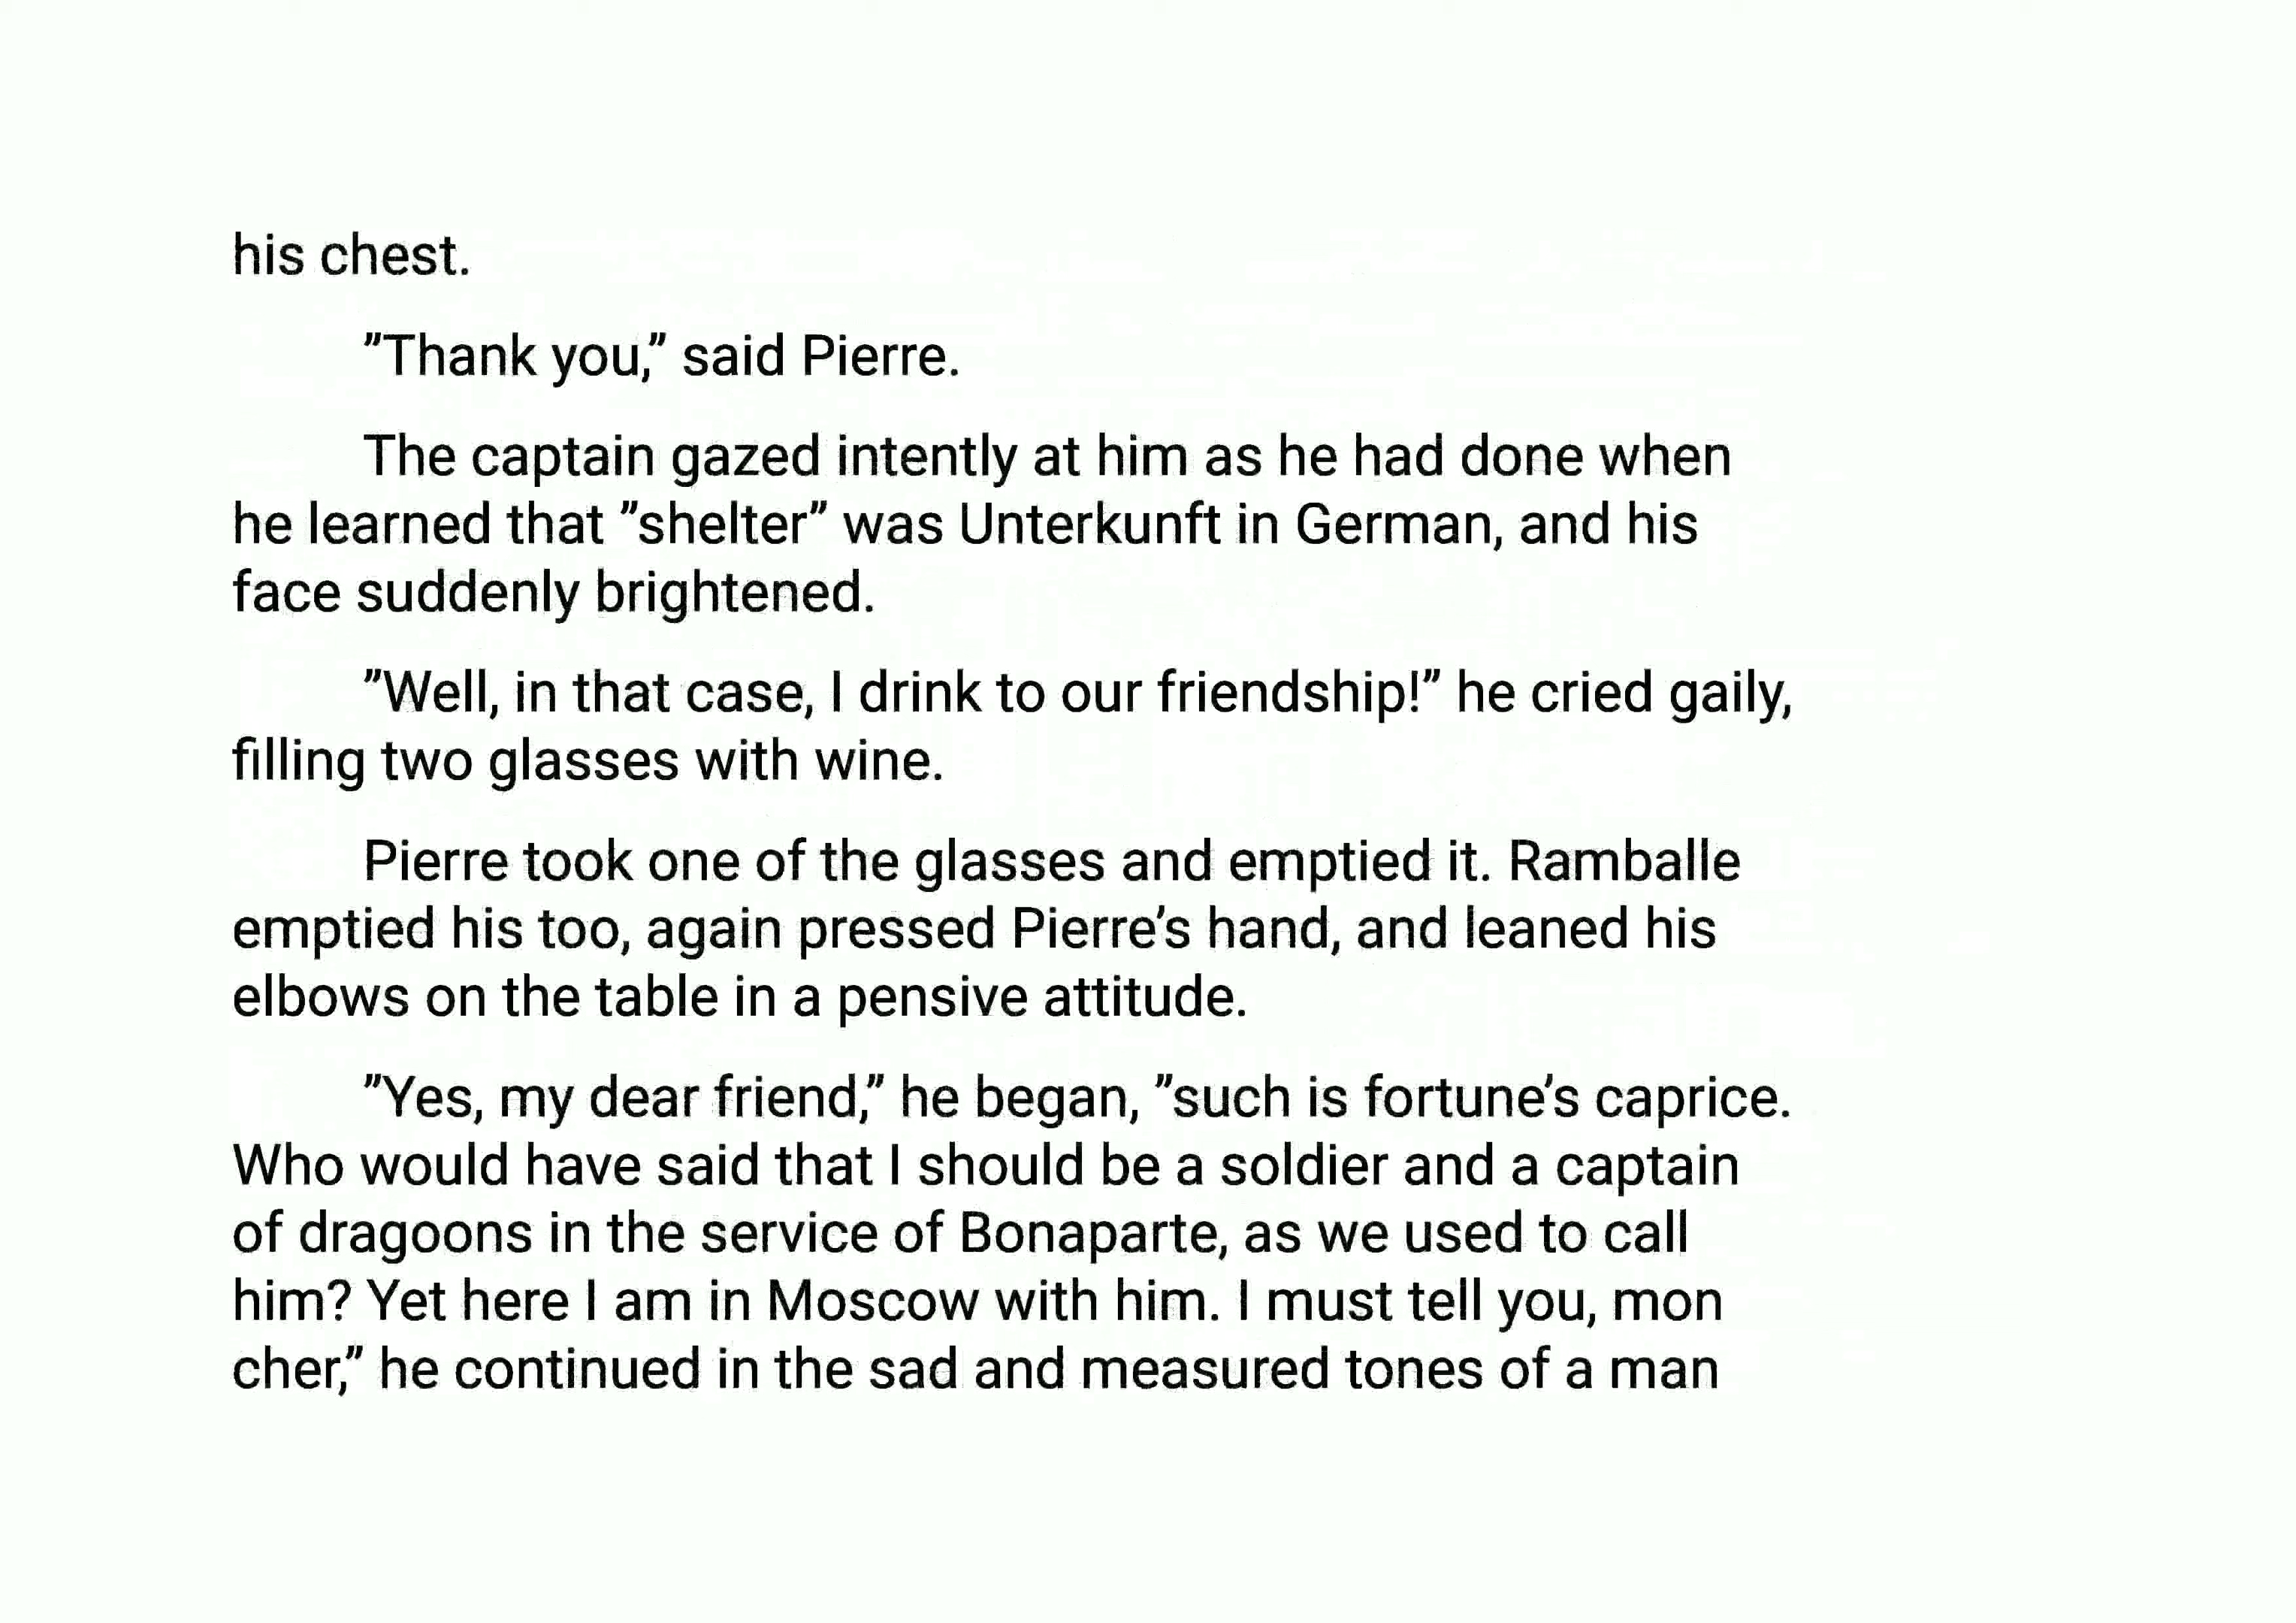 his chest.
”Thank you,” said Pierre.
The captain gazed intently at him as he had done when
he learned that ”shelter” was Unterkunft in German, and his
face suddenly brightened.
”Well, in that case, I drink to our friendship!” he cried gaily,
filling two glasses with wine.
Pierre took one of the glasses and emptied it. Ramballe
emptied his too, again pressed Pierre’s hand, and leaned his
elbows on the table in a pensive attitude.
”Yes, my dear friend,” he began, ”such is fortune’s caprice.
Who would have said that I should be a soldier and a captain
of dragoons in the service of Bonaparte, as we used to call
him? Yet here I am in Moscow with him. I must tell you, mon
cher,” he continued in the sad and measured tones of a man